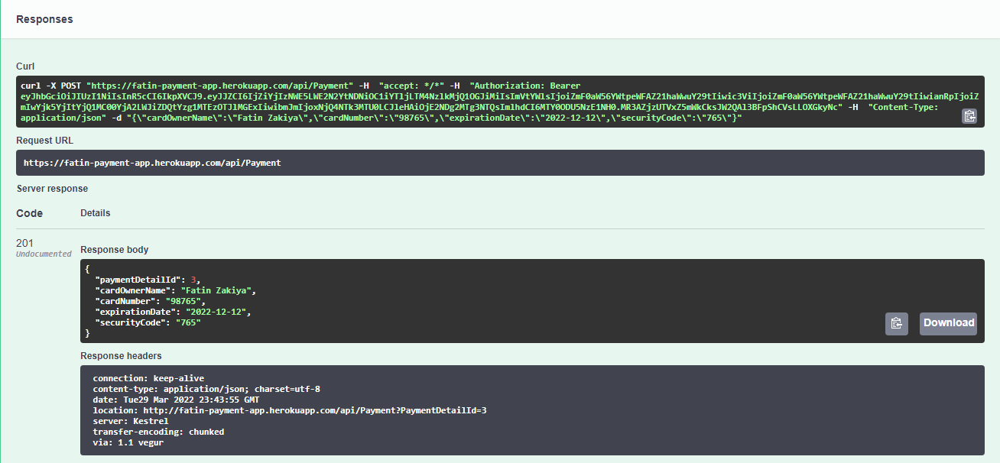 Responses
Curl
curl -X POST "https://fatin-payment-app.herokuapp.com/api/Payment" -H  "accept: */*" -H  "Authorization: Bearer
application/json" -d "{\"cardOwnerName\":\"Fatin Zakiya\",\"cardNumber\":\"98765\",\"expirationDate\":\"2022-12-12\",\"securityCode\":\"765\"}"
Request URL
https://fatin-payment-app.herokuapp.com/api/Payment
Server response
Code Details
201
Undocumented
Response body
{
"paymentDetailId": 3,
"cardOwnerName": "Fatin Zakiya",
"cardNumber": "98765",
"expirationDate": "2022-12-12",
"securityCode": "765"
}
Download
Response headers
connection: keep-alive
content-type: application/json; charset=utf-8
date: Tue29 Mar 2022 23:43:55 GMT
location: http://fatin-payment-app.herokuapp.com/api/Payment?PaymentDetailId=3
server: Kestrel
transfer-encoding: chunked
via: 1.1 vegur